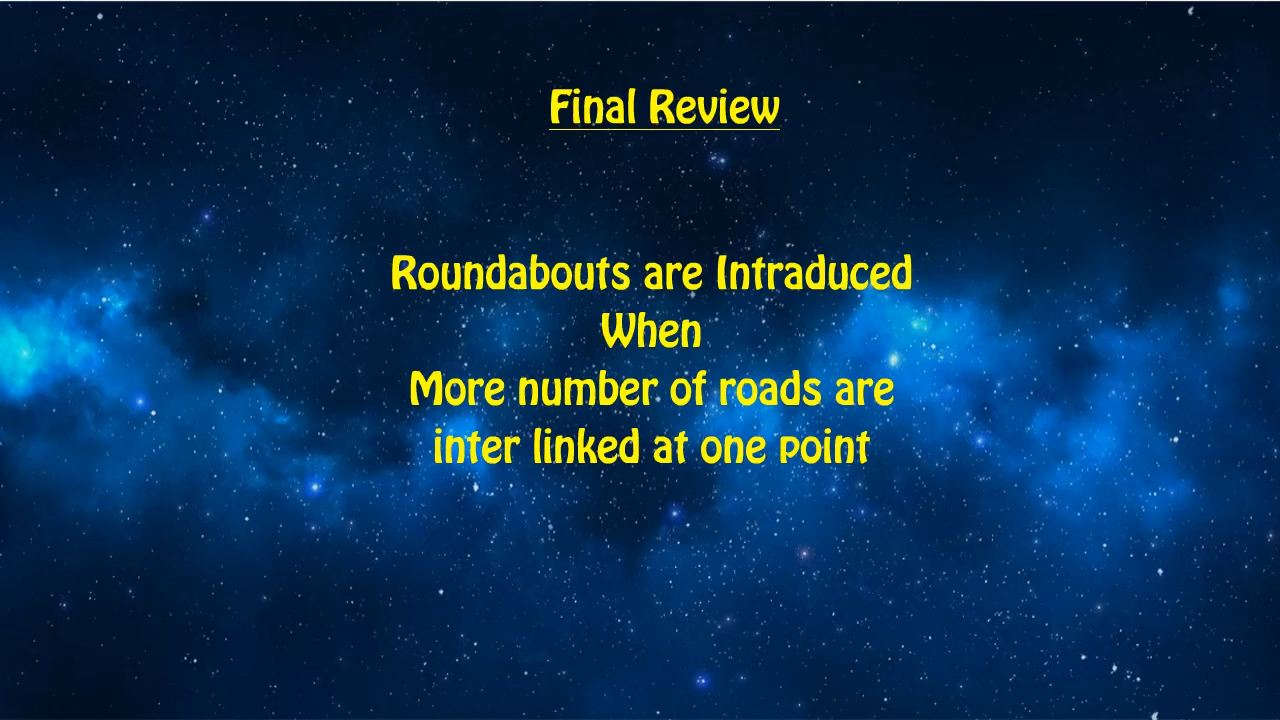 Final Review
Roundabouts are Intraduced
When
More number of roads are
inter linked at one point